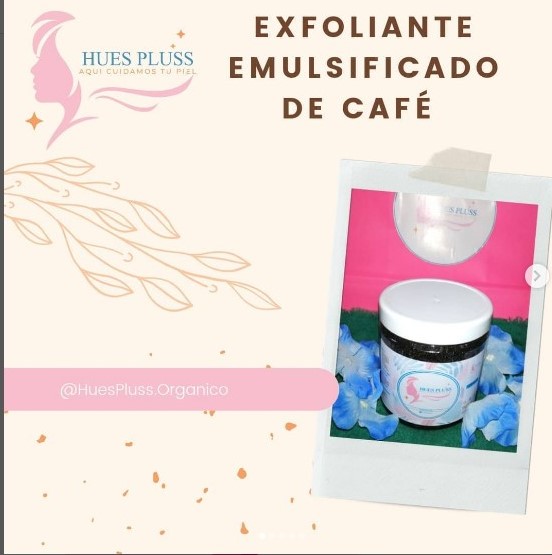 HUES PLUSS
AQUI CUIDAMOS TU PIEL
EXFOLIANTE
EMULSIFICADO
DE CAFÉ
@HuesPluss.Organico
HUES PLUSS